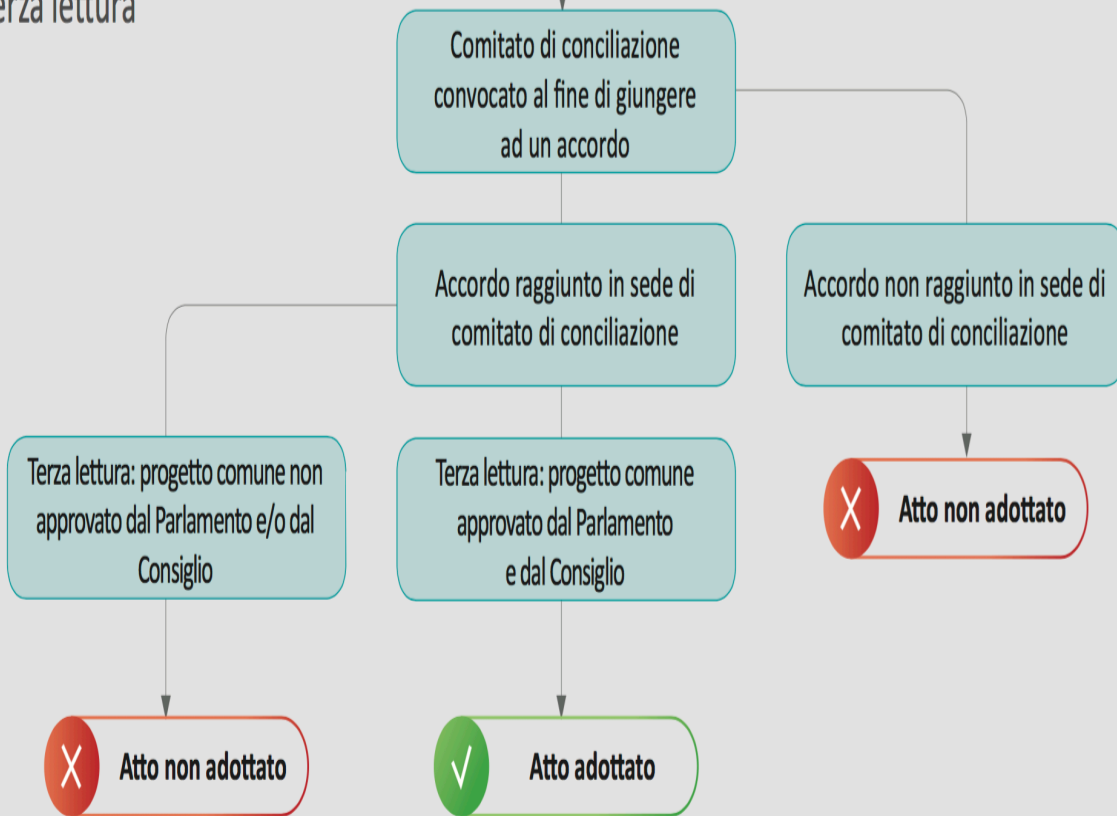 lettura
Comitato di conciliazione
convocato al fine di giungere
ad un accordo
Accordo raggiunto in sede di
comitato di conciliazione
Accordo non raggiunto in sede di
comitato di conciliazione
Terza lettura: progetto comune non
approvato dal Parlamento e/o dal
Consiglio
Terza lettura: progetto comune
approvato dal Parlamento
e dal Consiglio
Atto non adottato
Atto non adottato
Atto adottato